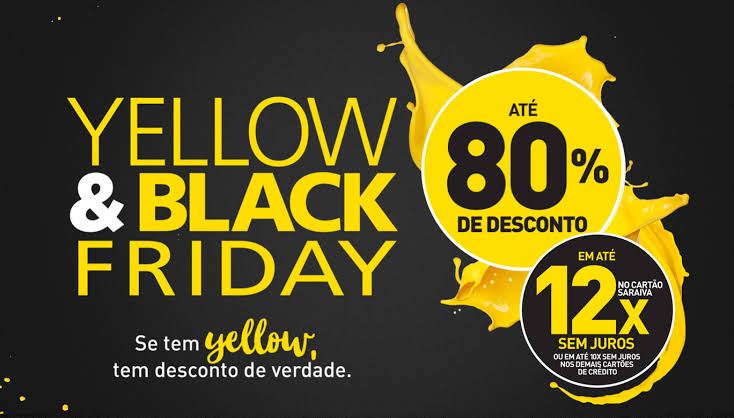 YELLOW
& BLACK
FRIDAY
Se tem yellow,
tem desconto de verdade.
ATÉ
80%
DE DESCONTO
EM ATÉ
12x
NO CARTÃO
SARAIVA
SEM JUROS
OU EM ATÉ 10X SEM JUROS
NOS DEMAIS CARTÕES
DE CRÉDITO